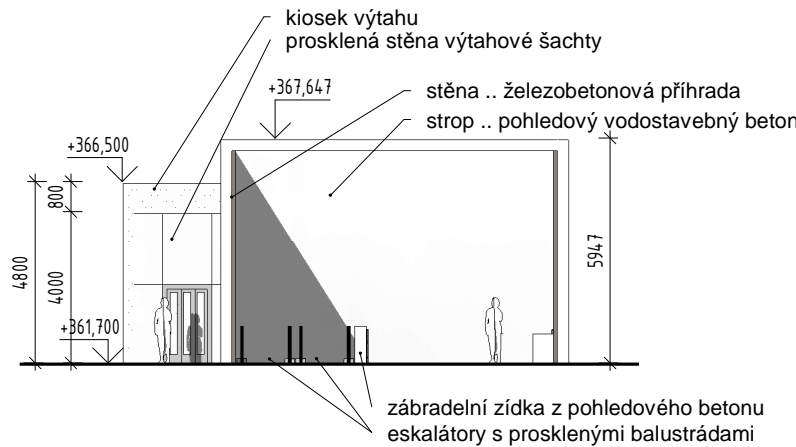 kiosek výtahu
prosklená stěna výtahové šachty
+367,647
stěna .. železobetonová příhrada
strop .. pohledový vodostavebný beton
+366,500
800
4800
4000
5947
+361,700
zábradelní zídka z pohledového betonu
eskalátory s prosklenými balustrádami